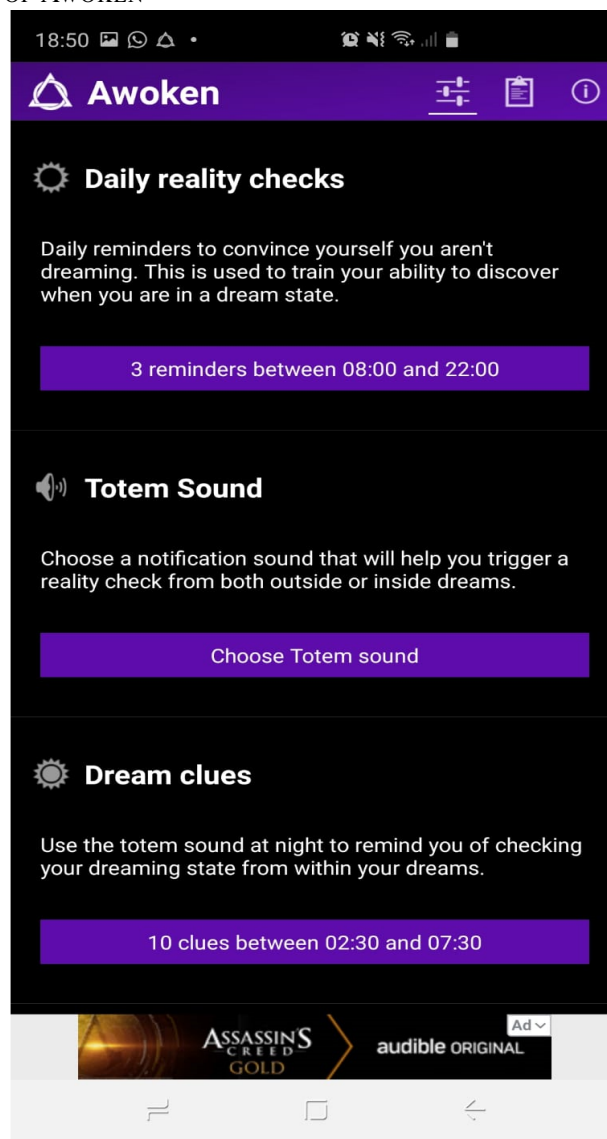 OF AWOKEN
18:50
Awoken
Daily reality checks
Daily reminders to convince yourself you aren't
dreaming. This is used to train your ability to discover
when you are in a dream state.
3 reminders between 08:00 and 22:00
Totem Sound
Choose a notification sound that will help you trigger a
reality check from both outside or inside dreams.
Choose Totem sound
Dream clues
Use the totem sound at night to remind you of checking
your dreaming state from within your dreams.
10 clues between 02:30 and 07:30
Ad
ASSASSIN'S
CREED
GOLD
audible ORIGINAL